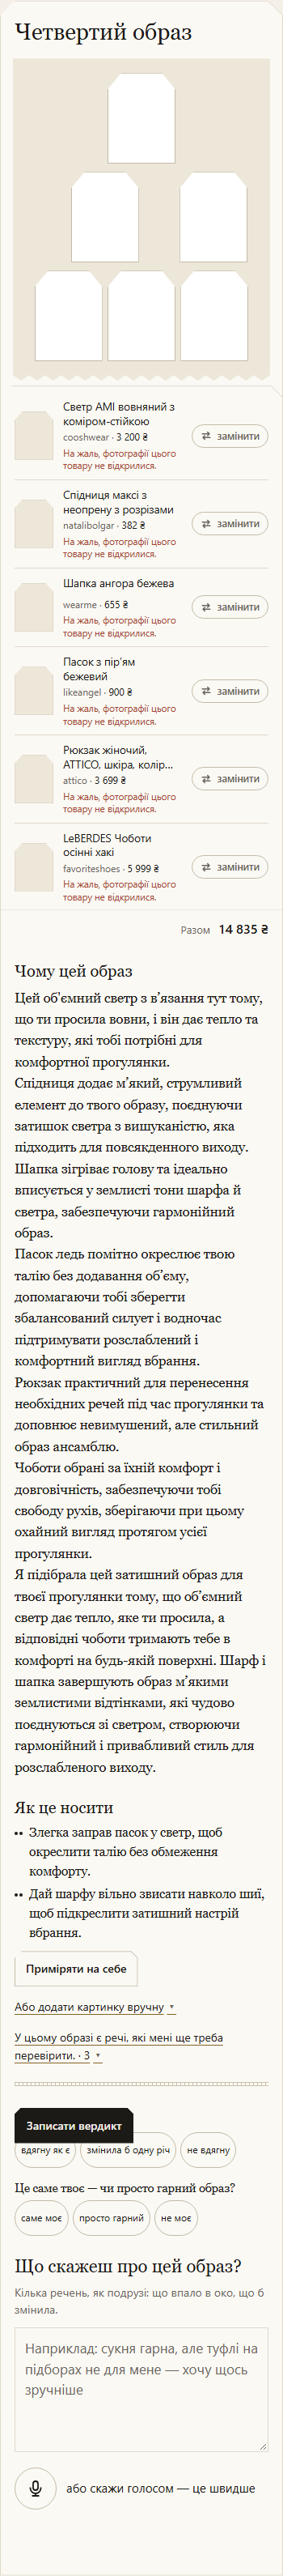 Четвертий образ
Светр AMI вовняний з
коміром-стійкою
cooshwear · 3 200 ₴
На жаль, фотографії цього
товару не відкрилися.
замінити
Спідниця максі з
неопрену з розрізами
natalibolgar · 382 ₴
На жаль, фотографії цього
товару не відкрилися.
замінити
Шапка ангора бежева
wearme · 655 ₴
На жаль, фотографії цього
товару не відкрилися.
замінити
Пасок з пір'ям
бежевий
likeangel · 900 ₴
На жаль, фотографії цього
товару не відкрилися.
замінити
Рюкзак жіночий,
ATTICO, шкіра, колір...
attico · 3 699 ₴
На жаль, фотографії цього
товару не відкрилися.
замінити
LeBERDES Чоботи
осінні хакі
favoriteshoes · 5 999 ₴
На жаль, фотографії цього
товару не відкрилися.
замінити
Разом 14 835 ₴
Чому цей образ
Цей об'ємний светр з в’язання тут тому,
що ти просила вовни, і він дає тепло та
текстуру, які тобі потрібні для
комфортної прогулянки.
Спідниця додає м’який, струмливий
елемент до твого образу, поєднуючи
затишок светра з вишуканістю, яка
підходить для повсякденного виходу.
Шапка зігріває голову та ідеально
вписується у землисті тони шарфа й
светра, забезпечуючи гармонійний
образ.
Пасок ледь помітно окреслює твою
талію без додавання об’єму,
допомагаючи тобі зберегти
збалансований силует і водночас
підтримувати розслаблений і
комфортний вигляд вбрання.
Рюкзак практичний для перенесення
необхідних речей під час прогулянки та
доповнює невимушений, але стильний
образ ансамблю.
Чоботи обрані за їхній комфорт і
довговічність, забезпечуючи тобі
свободу рухів, зберігаючи при цьому
охайний вигляд протягом усієї
прогулянки.
Я підібрала цей затишний образ для
твоєї прогулянки тому, що об’ємний
светр дає тепло, яке ти просила, а
відповідні чоботи тримають тебе в
комфорті на будь-якій поверхні. Шарф і
шапка завершують образ м’якими
землистими відтінками, які чудово
поєднуються зі светром, створюючи
гармонійний і привабливий стиль для
розслабленого виходу.
Як це носити
Злегка заправ пасок у светр, щоб
окреслити талію без обмеження
комфорту.
Дай шарфу вільно звисати навколо шиї,
щоб підкреслити затишний настрій
вбрання.
Приміряти на себе
Або додати картинку вручну
У цьому образі є речі, які мені ще треба
перевірити. · 3
Записати вердикт
вдягну як є
змінила б одну річ
не вдягну
Це саме твоє — чи просто гарний образ?
саме моє
просто гарний
не моє
Що скажеш про цей образ?
Кілька речень, як подрузі: що впало в око, що б
змінила.
Наприклад: сукня гарна, але туфлі на
підборах не для мене — хочу щось
зручніше
або скажи голосом — це швидше